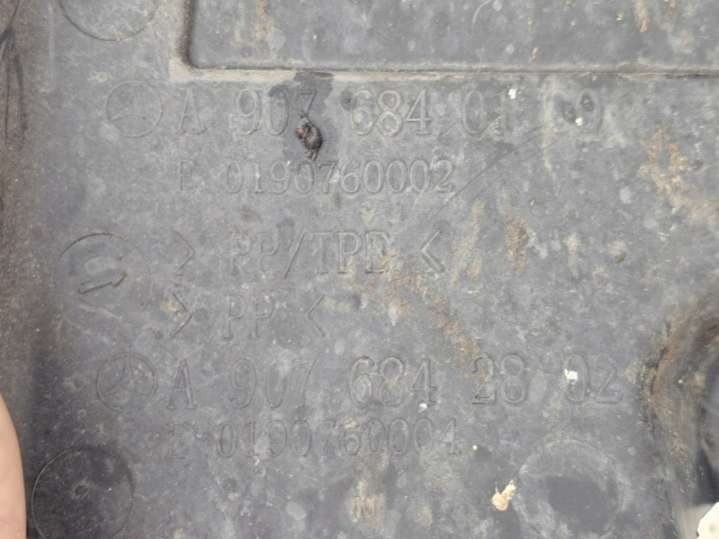 A 907 684 01
E 0190760002
> PP/TPE <
> PP <
A 907 684 28 02
E 0190760001